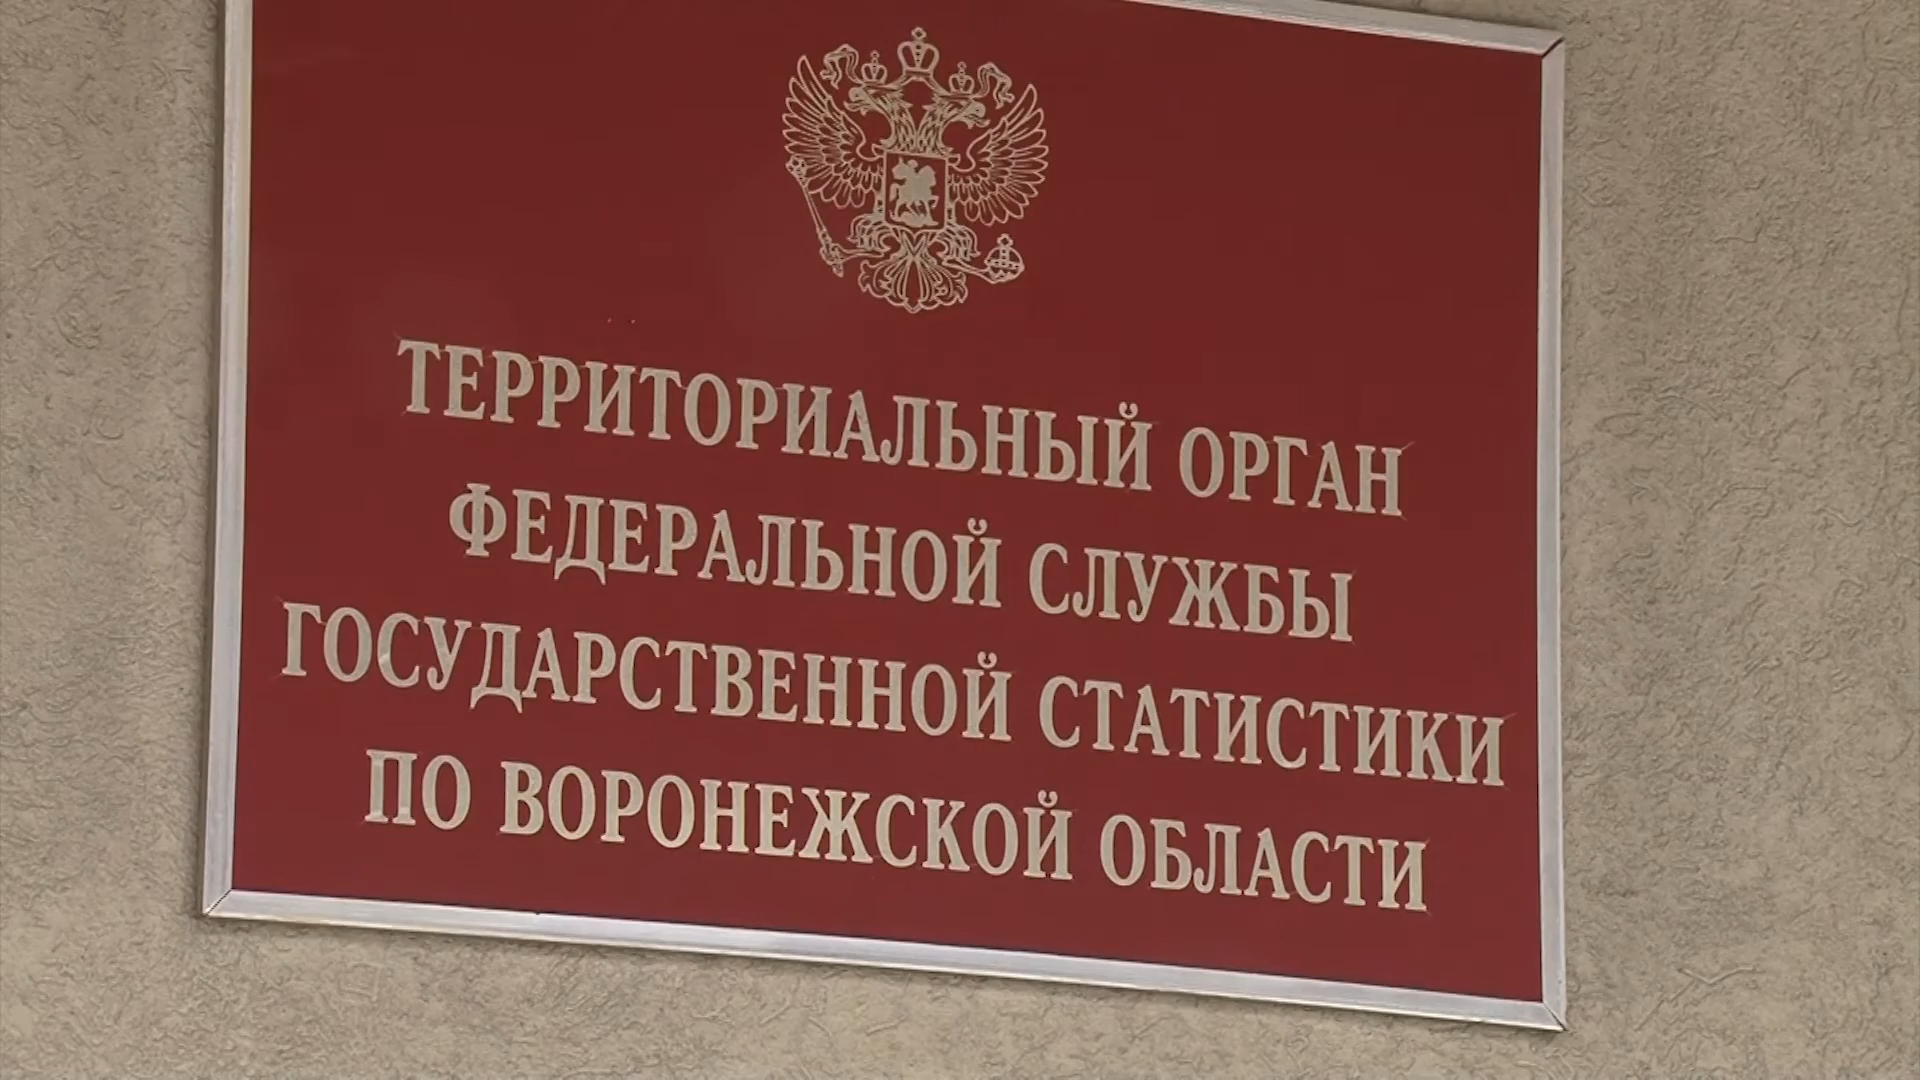 ТЕРРИТОРИАЛЬНЫЙ ОРГАН
ФЕДЕРАЛЬНОЙ СЛУЖБЫ
ГОСУДАРСТВЕННОЙ СТАТИСТИКИ
ПО ВОРОНЕЖСКОЙ ОБЛАСТИ